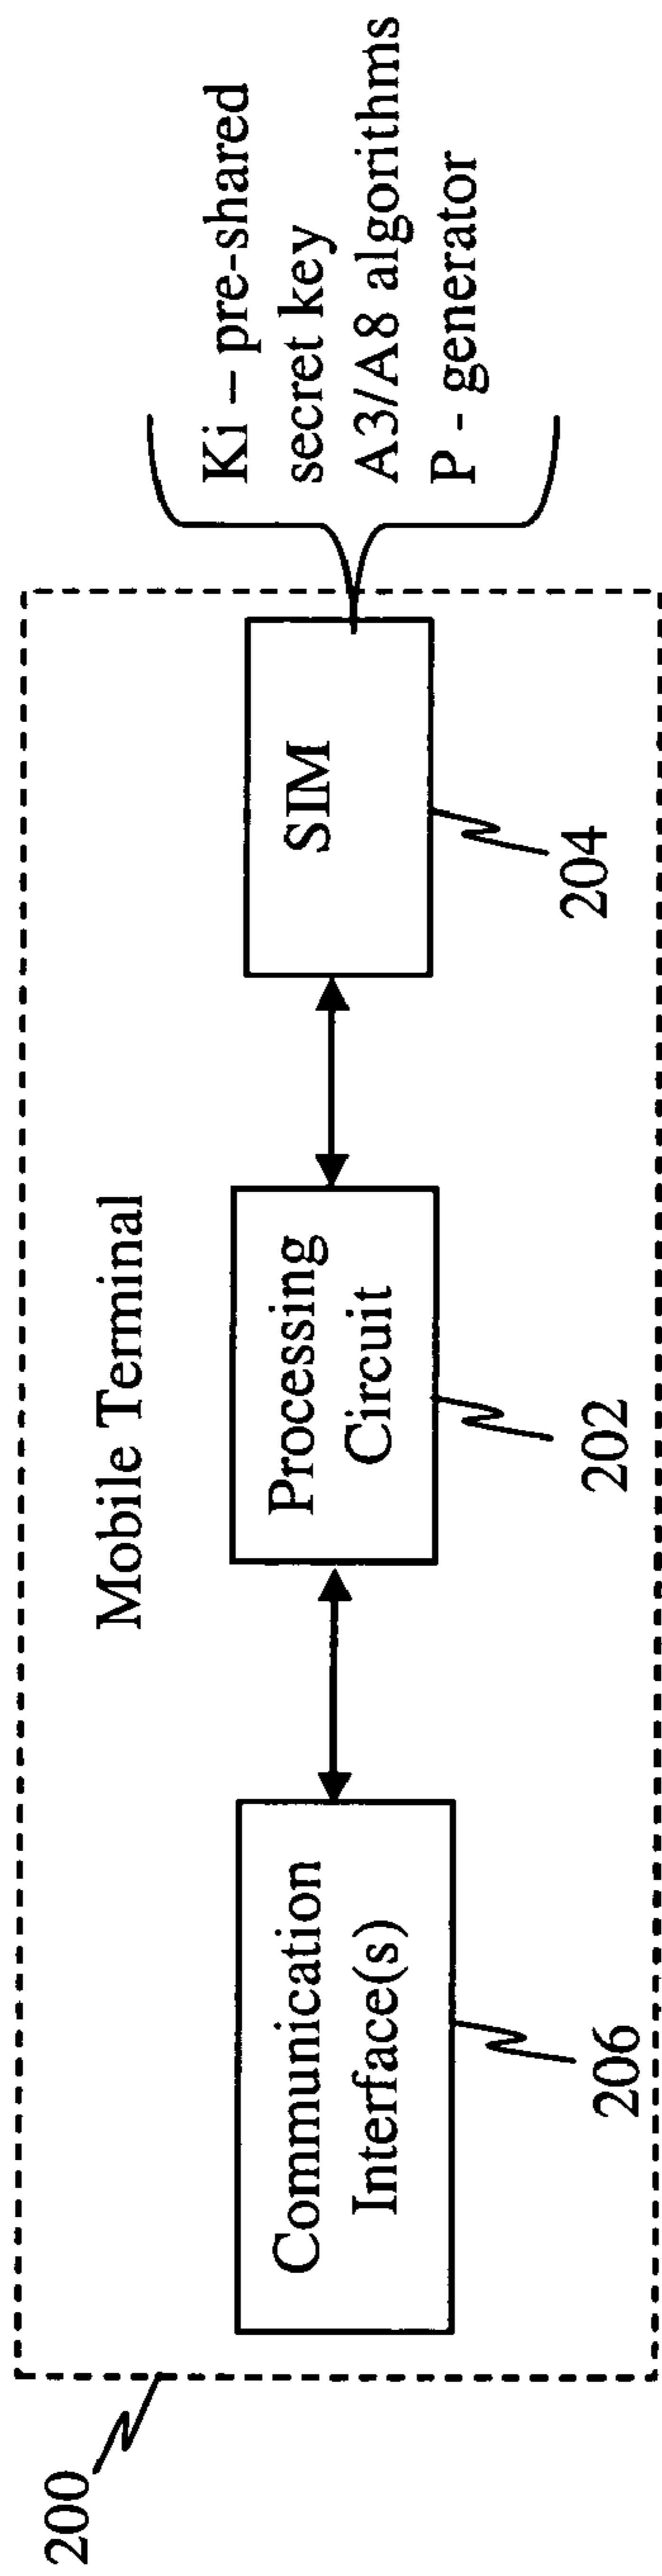 200
Mobile Terminal
Communication
Interface(s)
206
Processing
Circuit
202
SIM
204
Ki – pre-shared
secret key
A3/A8 algorithms
P - generator